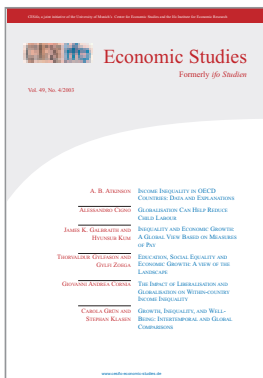 CESifo, a joint initiative of the University of Munich's Center for Economic Studies and the Ifo Institute for Economic Research
CESifo
Economic Studies
Formerly ifo Studien
Vol. 49, No. 4/2003
A. B. ATKINSON INCOME INEQUALITY IN OECD
COUNTRIES: DATA AND EXPLANATIONS
ALESSANDRO CIGNO GLOBALISATION CAN HELP REDUCE
CHILD LABOUR
JAMES K. GALBRAITH AND INEQUALITY AND ECONOMIC GROWTH:
HYUNSUB KUM A GLOBAL VIEW BASED ON MEASURES
OF PAY
THORVALDUR GYLFASON AND EDUCATION, SOCIAL EQUALITY AND
GYLFI ZOEGA ECONOMIC GROWTH: A VIEW OF THE
LANDSCAPE
GIOVANNI ANDREA CORNIA THE IMPACT OF LIBERALISATION AND
GLOBALISATION ON WITHIN-COUNTRY
INCOME INEQUALITY
CAROLA GRÜN AND GROWTH, INEQUALITY, AND WELL-
STEPHAN KLASEN BEING: INTERTEMPORAL AND GLOBAL
COMPARISONS
www.cesifo-economic-studies.de